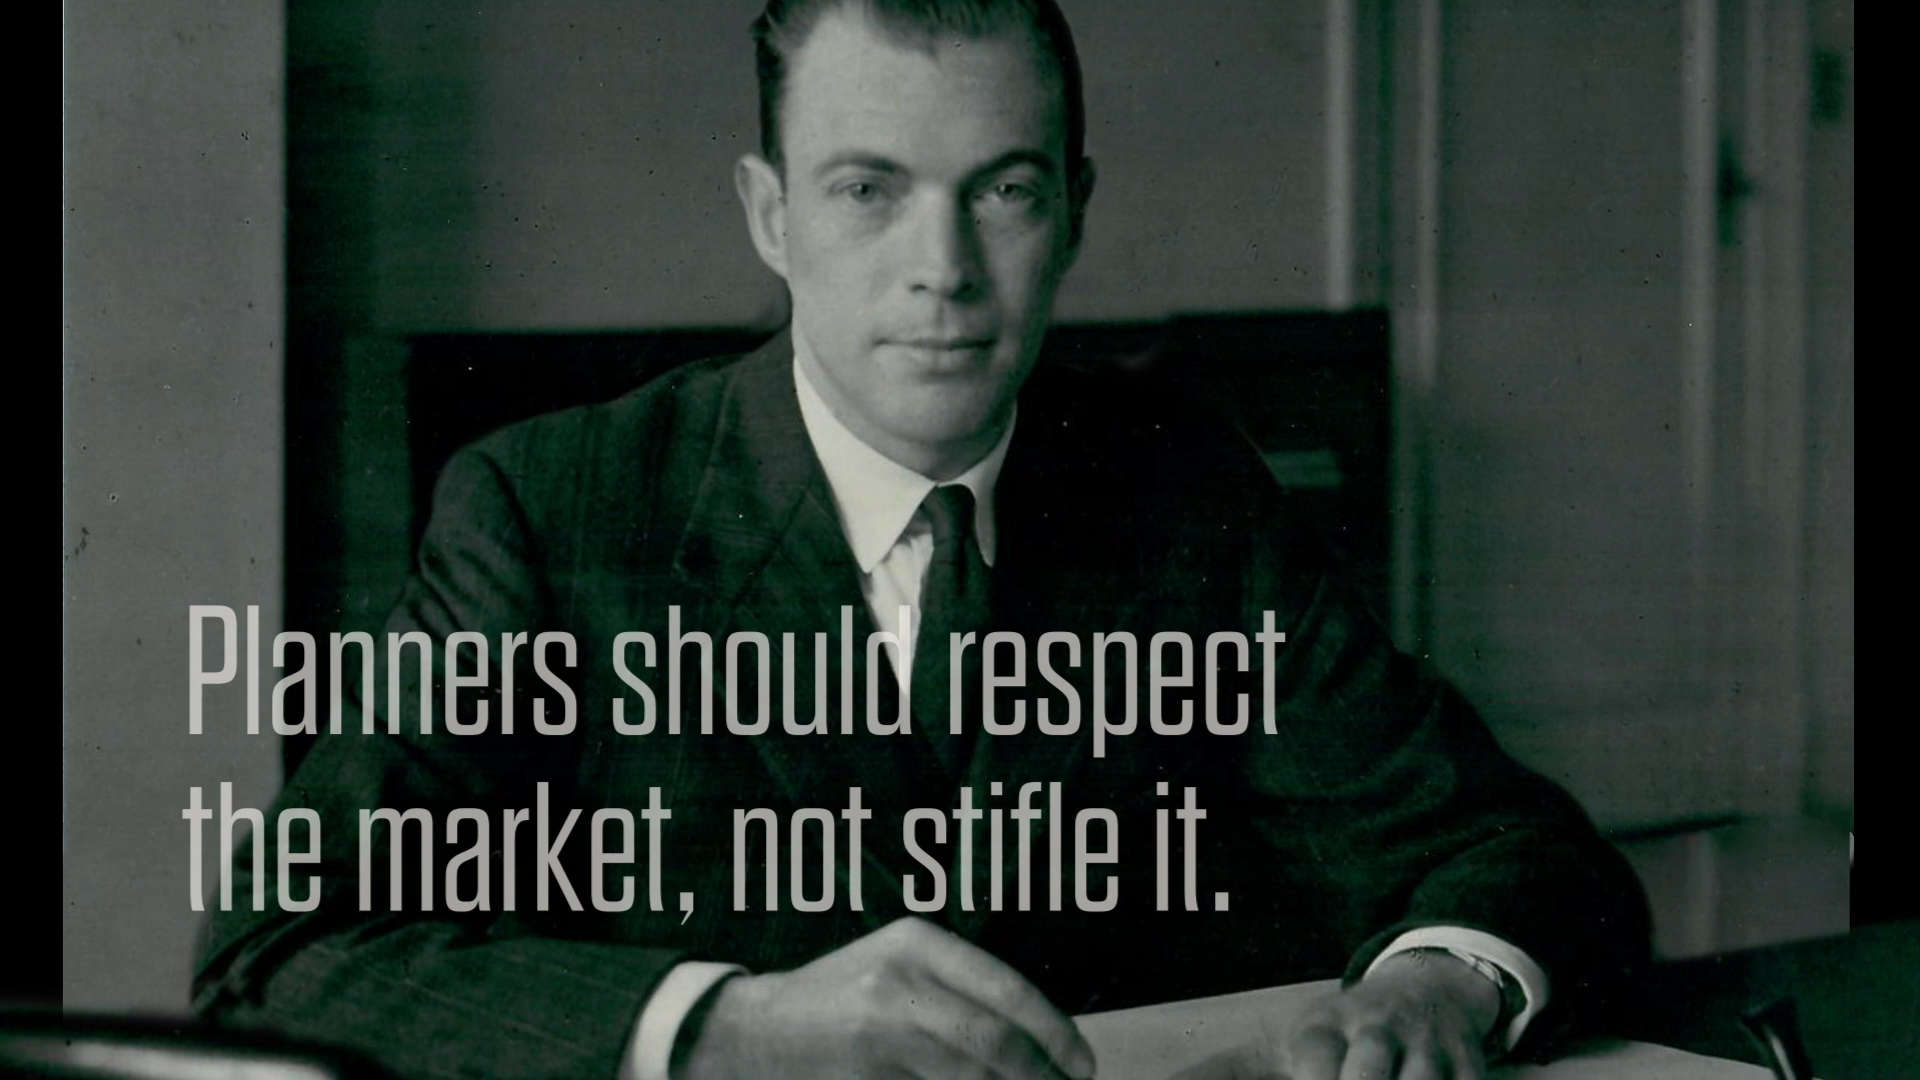 Planners should respect
the market, not stifle it.